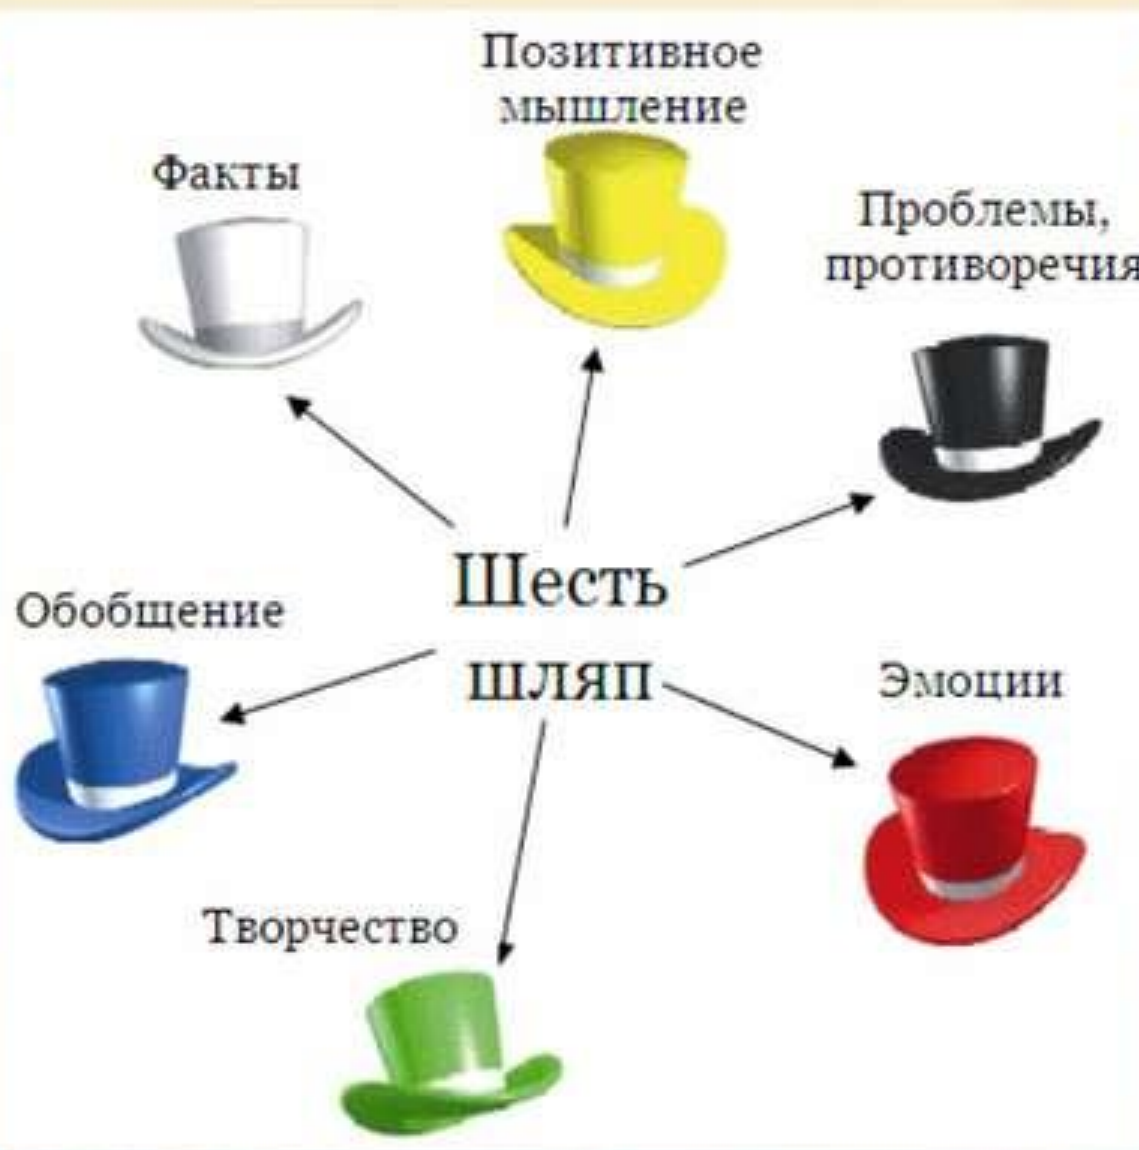 Позитивное
мышление
Факты
Проблемы,
противоречия
Шесть
шляп
Обобщение
Эмоции
Творчество